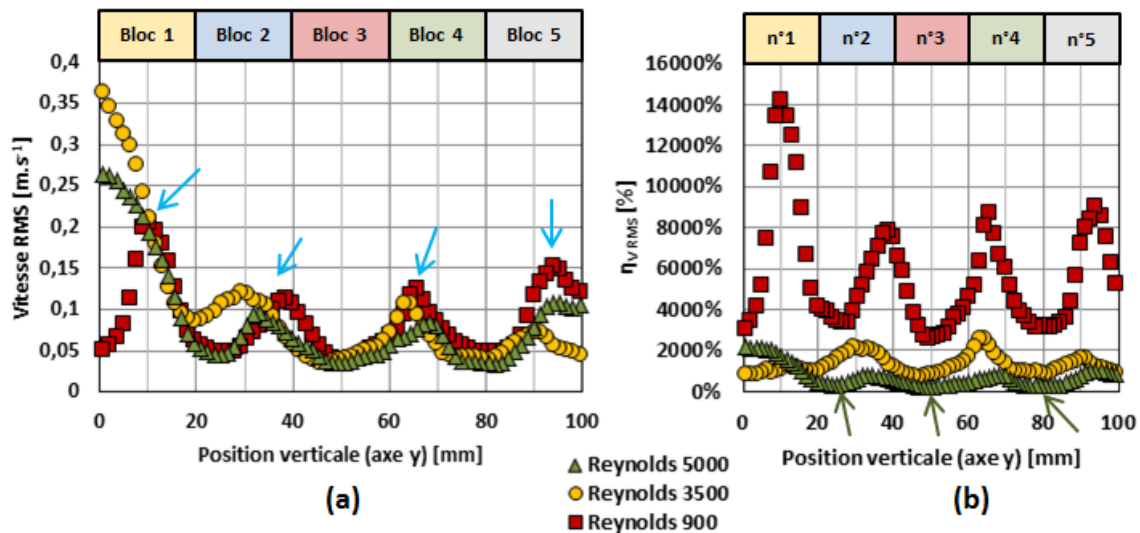 Bloc 1 Bloc 2 Bloc 3 Bloc 4 Bloc 5
Vitesse RMS [m.s⁻¹]
0,4
0,35
0,3
0,25
0,2
0,15
0,1
0,05
0
0 20 40 60 80 100
Position verticale (axe y) [mm]
(a)
n°1 n°2 n°3 n°4 n°5
η V RMS [%]
16000%
14000%
12000%
10000%
8000%
6000%
4000%
2000%
0%
0 20 40 60 80 100
Position verticale (axe y) [mm]
(b)
Reynolds 5000
Reynolds 3500
Reynolds 900